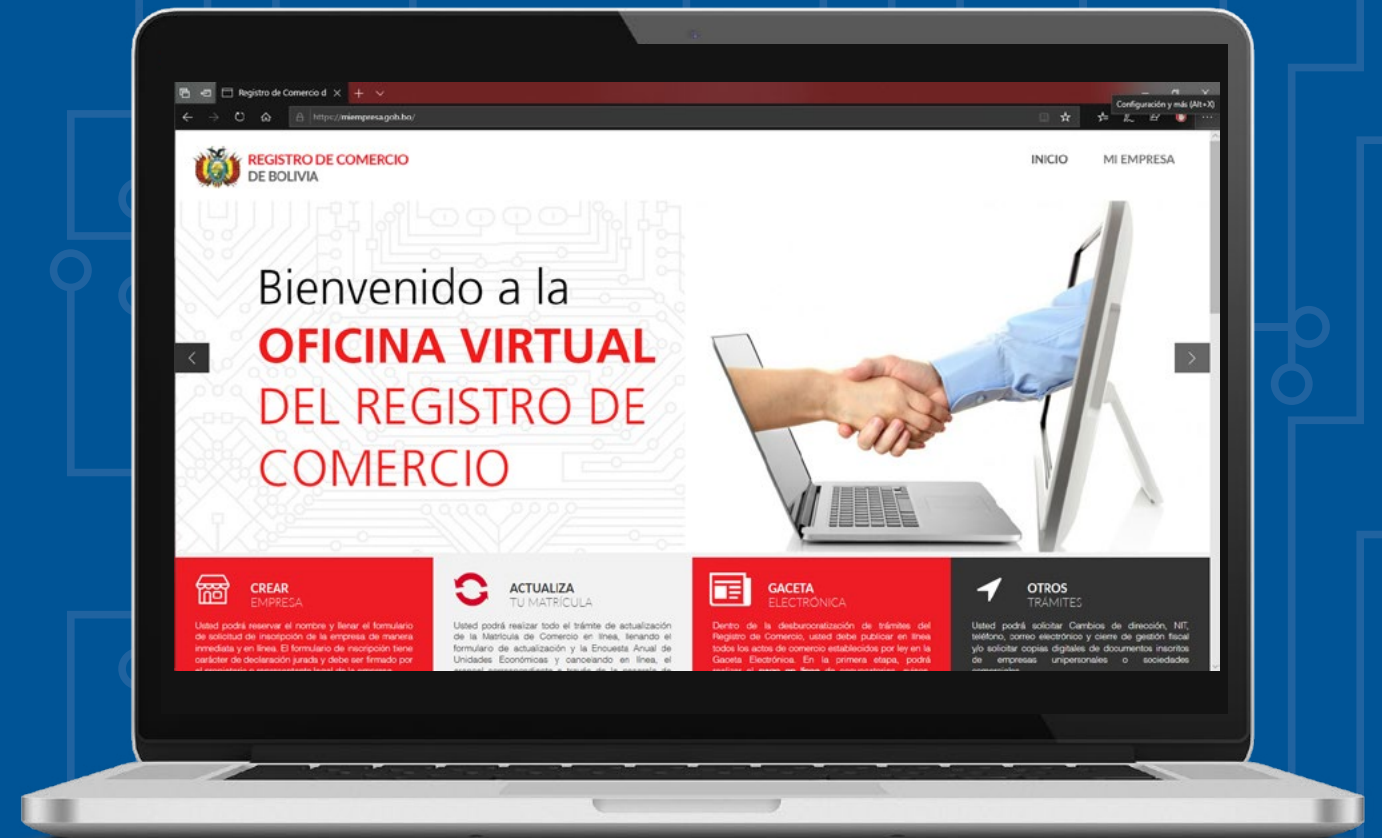 Registro de Comercio d
Configuración y más (Alt+X)
https://miempresa.gob.bo/
REGISTRO DE COMERCIO
DE BOLIVIA
INICIO
MI EMPRESA
Bienvenido a la
OFICINA VIRTUAL
DEL REGISTRO DE
COMERCIO
CREAR
EMPRESA
Usted podrá reservar el nombre y llenar el formulario
de solicitud de inscripción de la empresa de manera
inmediata y en línea. El formulario de inscripción tiene
carácter de declaración jurada y debe ser firmado por
ACTUALIZA
TU MATRÍCULA
Usted podrá realizar todo el trámite de actualización
de la Matrícula de Comercio en línea, llenando el
formulario de actualización y la Encuesta Anual de
Unidades Económicas y cancelando en línea, el
GACETA
ELECTRÓNICA
Dentro de la desburocratización de trámites del
Registro de Comercio, usted debe publicar en línea
todos los actos de comercio establecidos por ley en la
Gaceta Electrónica. En la primera etapa, podrá
OTROS
TRÁMITES
Usted podrá solicitar Cambios de dirección, NIT,
teléfono, correo electrónico y cierre de gestión fiscal
y/o solicitar copias digitales de documentos inscritos
de empresas unipersonales o sociedades